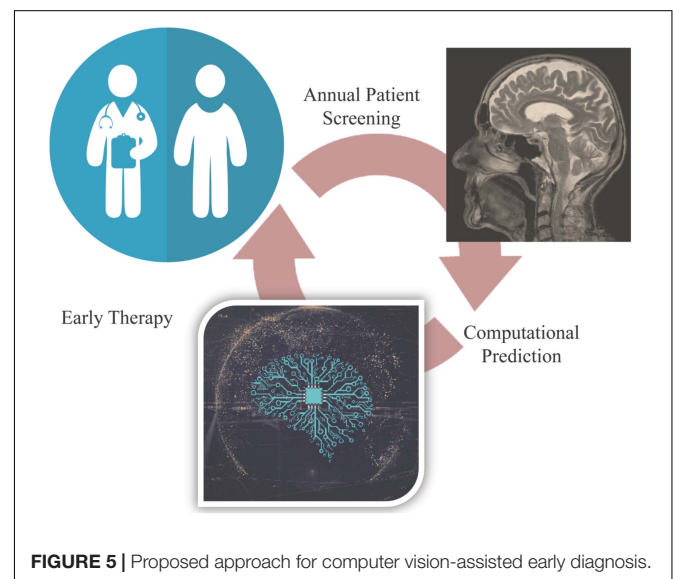 Annual Patient
Screening
Early Therapy
Computational
Prediction
FIGURE 5 | Proposed approach for computer vision-assisted early diagnosis.